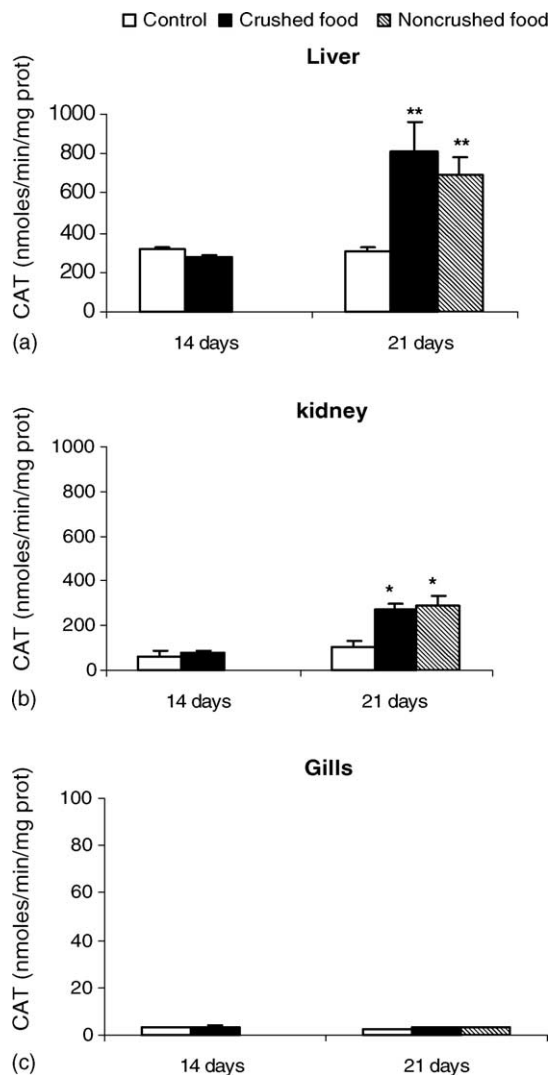 Control Crushed food Noncrushed food
Liver
CAT (nmoles/min/mg prot)
1000
800
600
400
200
0
** **
(a)
14 days 21 days
kidney
CAT (nmoles/min/mg prot)
1000
800
600
400
200
0
* *
(b)
14 days 21 days
Gills
CAT (nmoles/min/mg prot)
100
80
60
40
20
0
(c)
14 days 21 days